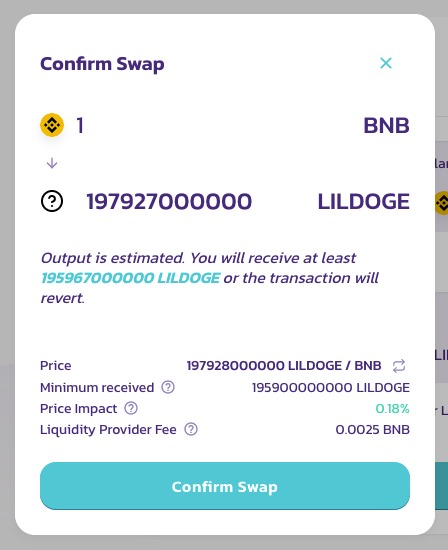 Confirm Swap
1 BNB
197927000000 LILDOGE
Output is estimated. You will receive at least
195967000000 LILDOGE or the transaction will
revert.
Price 197928000000 LILDOGE / BNB
Minimum received 195900000000 LILDOGE
Price Impact 0.18%
Liquidity Provider Fee 0.0025 BNB
Confirm Swap